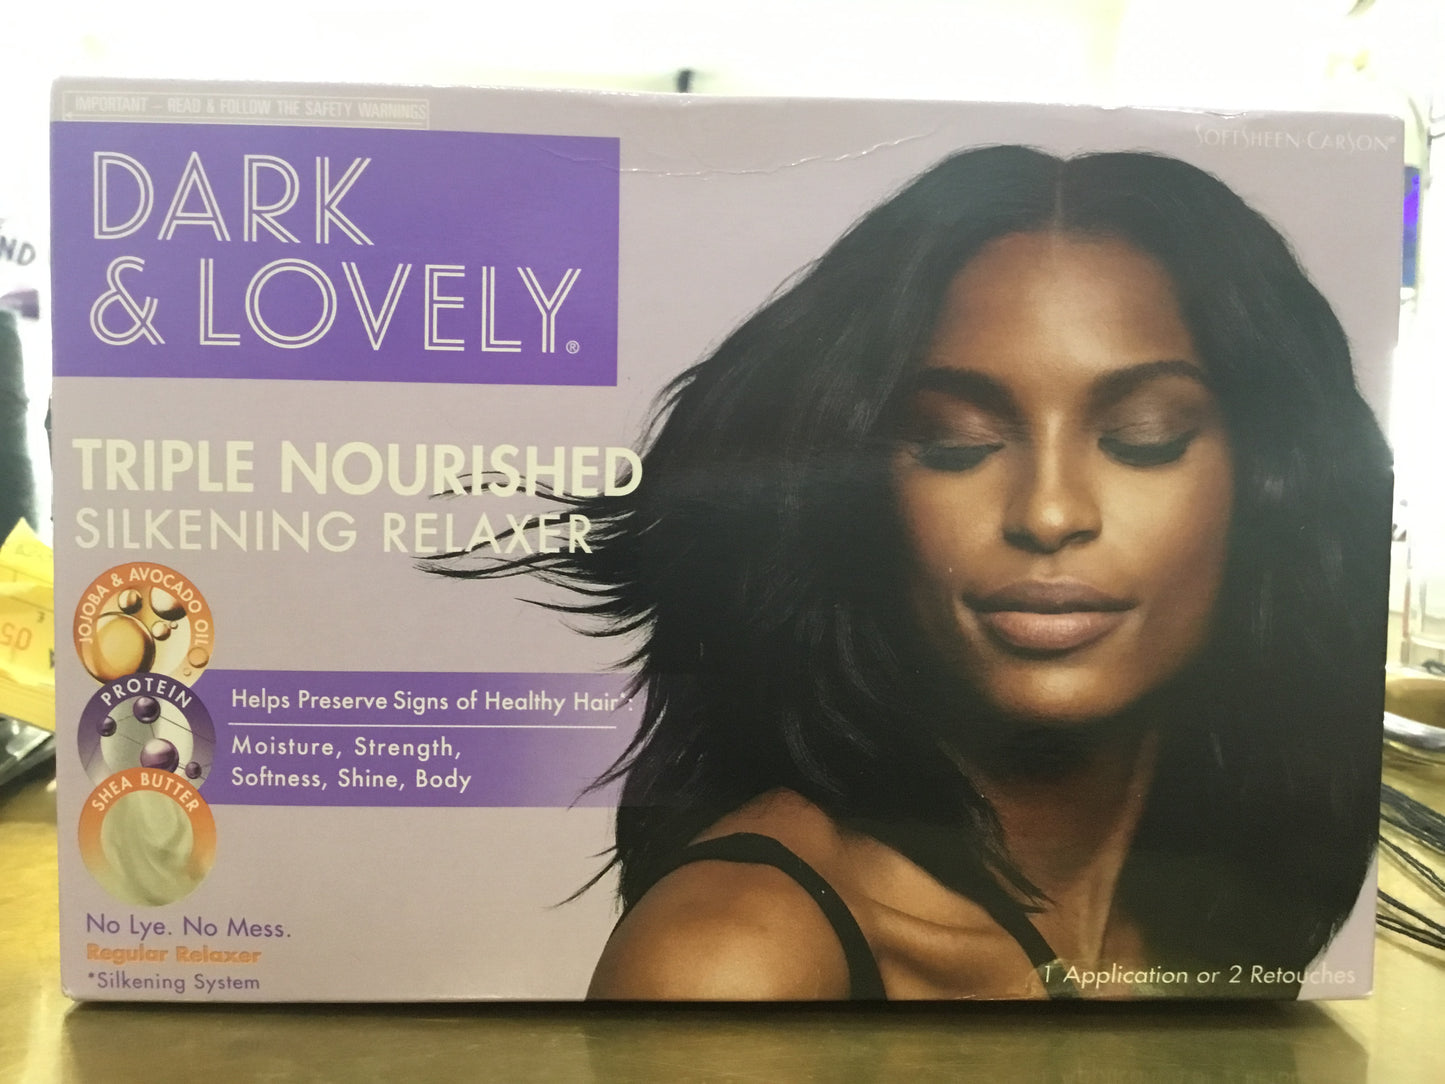 IMPORTANT – READ & FOLLOW THE SAFETY WARNINGS
SOFTSHEEN·CARSON®
DARK
& LOVELY®
TRIPLE NOURISHED
SILKENING RELAXER
JOJOBA & AVOCADO OIL
PROTEIN
Helps Preserve Signs of Healthy Hair*:
Moisture, Strength,
Softness, Shine, Body
SHEA BUTTER
No Lye. No Mess.
Regular Relaxer
*Silkening System
1 Application or 2 Retouches
ND